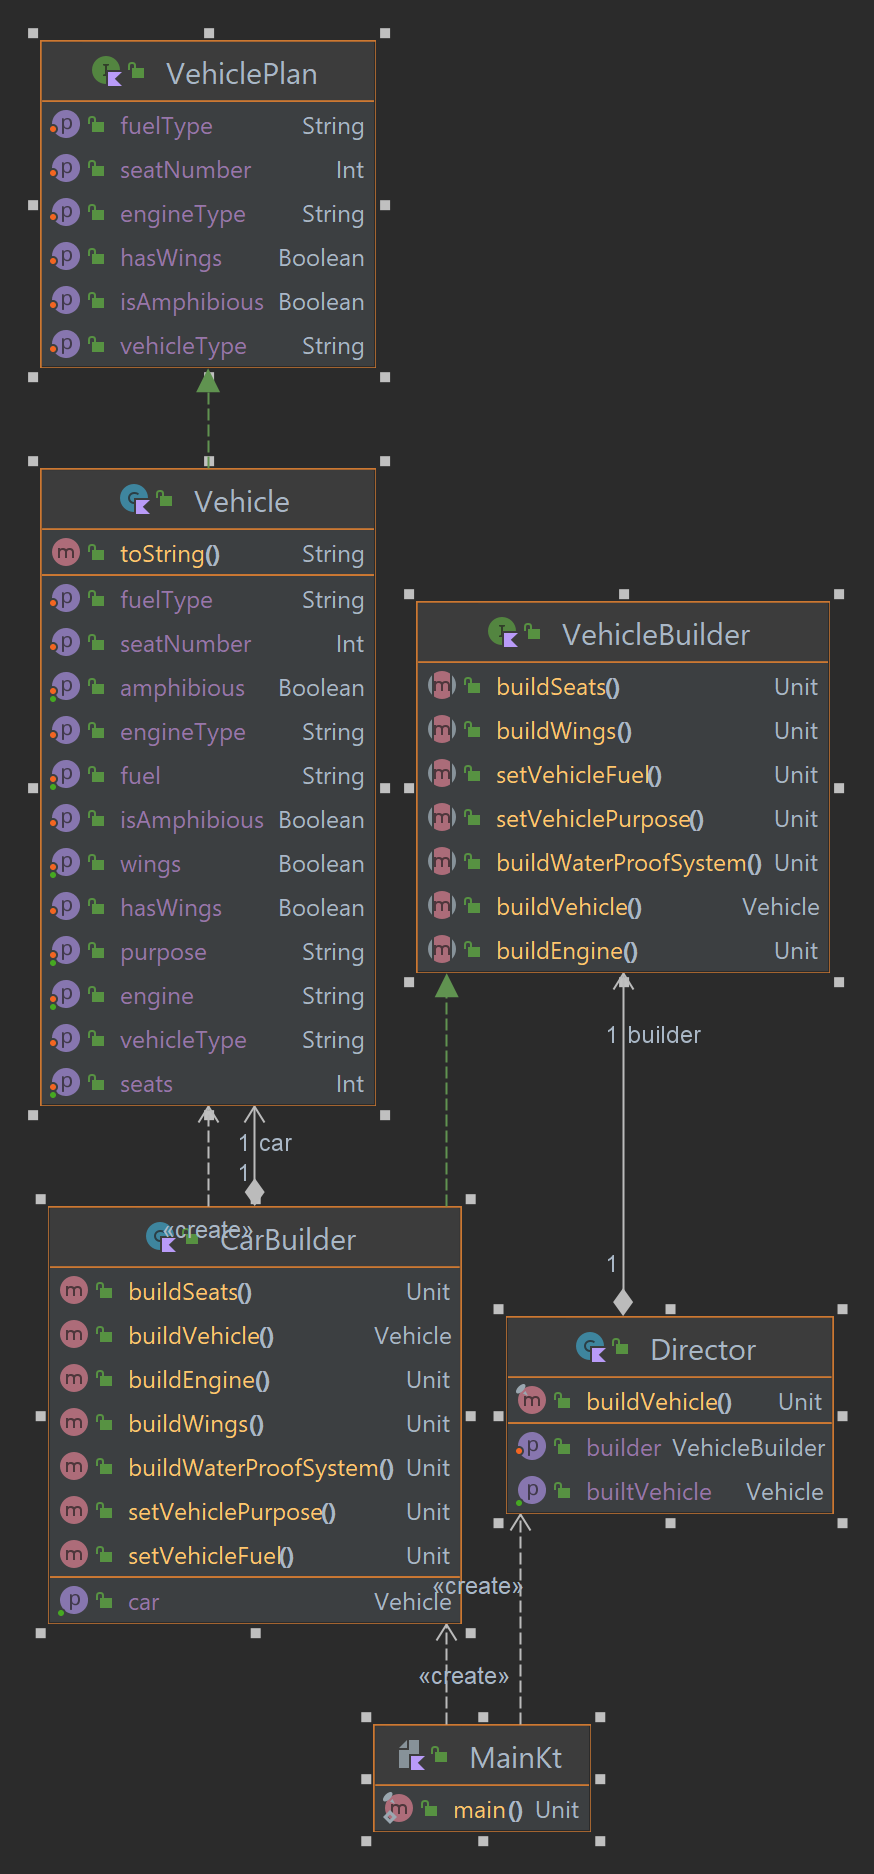 VehiclePlan
fuelType String
seatNumber Int
engineType String
hasWings Boolean
isAmphibious Boolean
vehicleType String
Vehicle
toString() String
fuelType String
seatNumber Int
amphibious Boolean
engineType String
fuel String
isAmphibious Boolean
wings Boolean
hasWings Boolean
purpose String
engine String
vehicleType String
seats Int
VehicleBuilder
buildSeats() Unit
buildWings() Unit
setVehicleFuel() Unit
setVehiclePurpose() Unit
buildWaterProofSystem() Unit
buildVehicle() Vehicle
buildEngine() Unit
1 builder
1
1 car
1
«create»
CarBuilder
buildSeats() Unit
buildVehicle() Vehicle
buildEngine() Unit
buildWings() Unit
buildWaterProofSystem() Unit
setVehiclePurpose() Unit
setVehicleFuel() Unit
car Vehicle
Director
buildVehicle() Unit
builder VehicleBuilder
builtVehicle Vehicle
«create»
«create»
MainKt
main() Unit